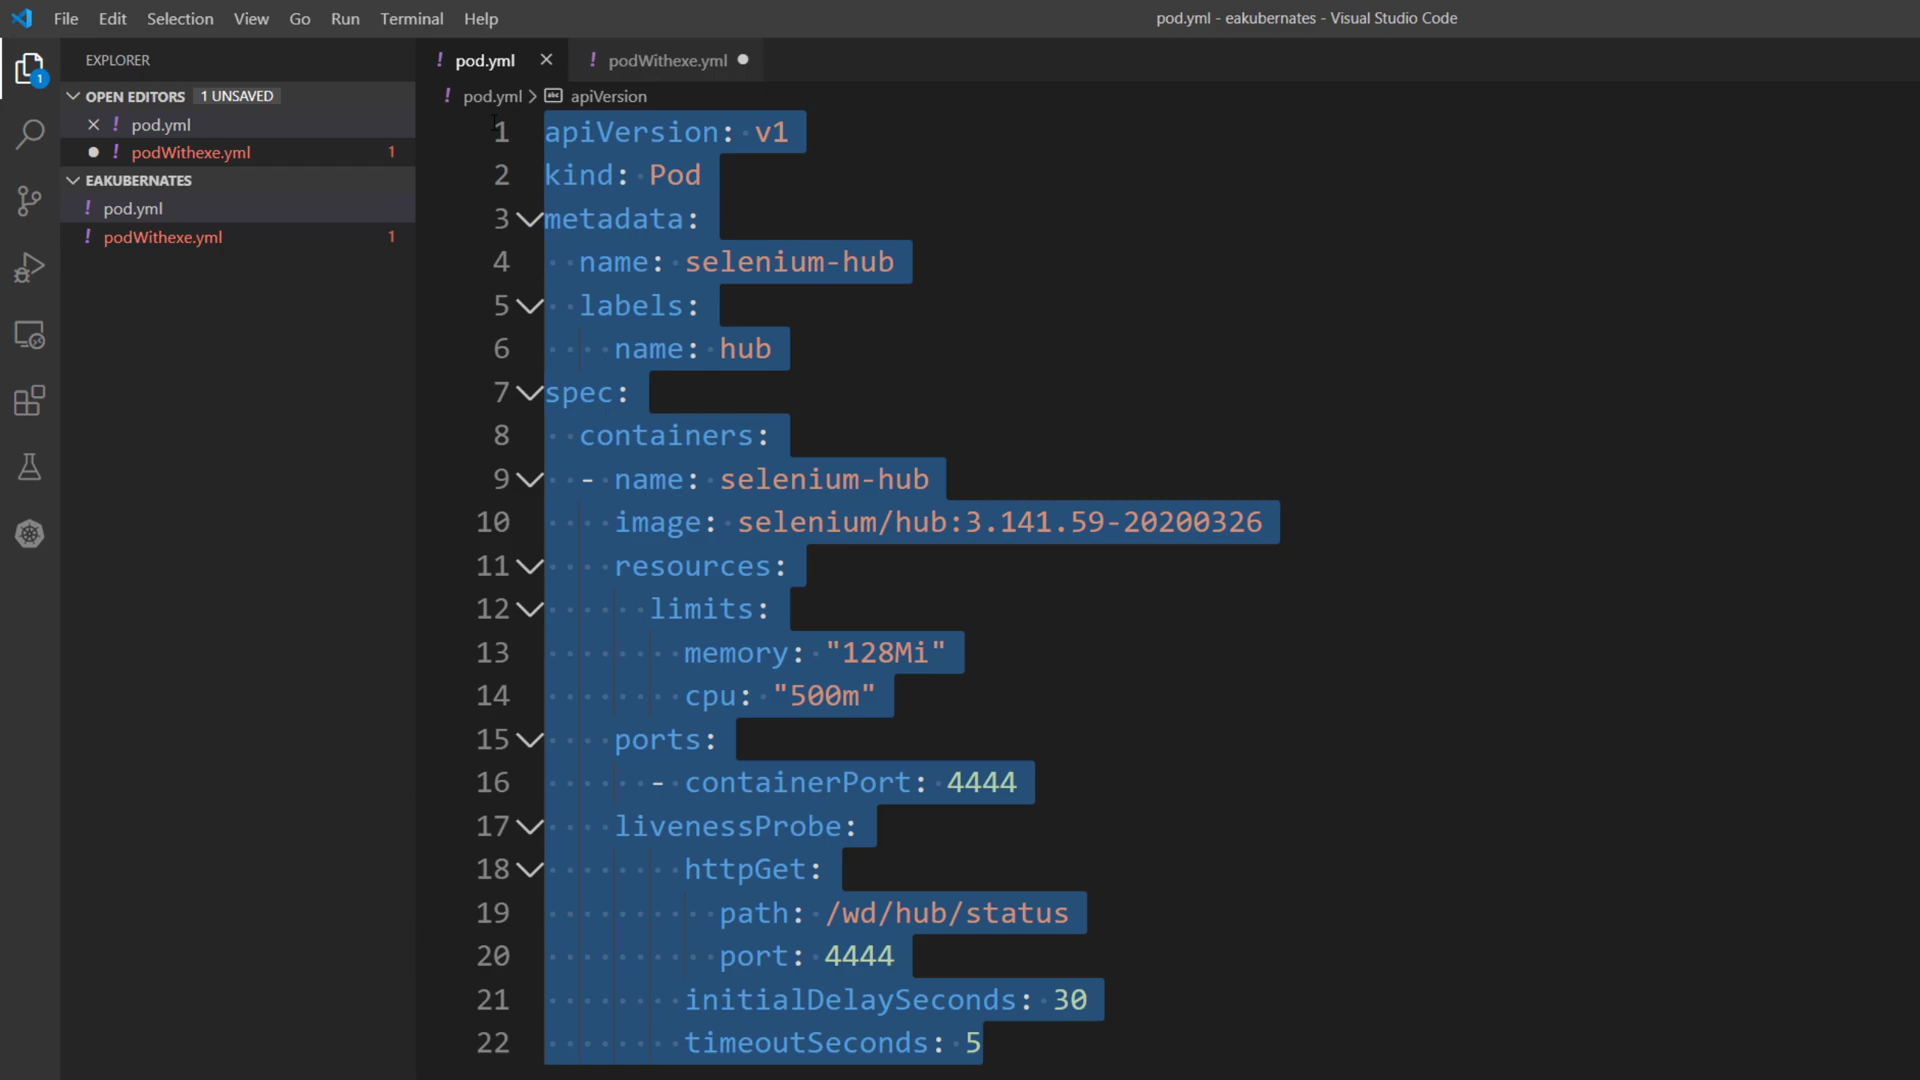 File Edit Selection View Go Run Terminal Help
pod.yml - eakubernates - Visual Studio Code
EXPLORER
OPEN EDITORS 1 UNSAVED
pod.yml
podWithexe.yml 1
EAKUBERNATES
pod.yml
podWithexe.yml 1
1
pod.yml podWithexe.yml
pod.yml > abc apiVersion
1 apiVersion: v1
2 kind: Pod
3 metadata:
4 name: selenium-hub
5 labels:
6 name: hub
7 spec:
8 containers:
9 - name: selenium-hub
10 image: selenium/hub:3.141.59-20200326
11 resources:
12 limits:
13 memory: "128Mi"
14 cpu: "500m"
15 ports:
16 - containerPort: 4444
17 livenessProbe:
18 httpGet:
19 path: /wd/hub/status
20 port: 4444
21 initialDelaySeconds: 30
22 timeoutSeconds: 5